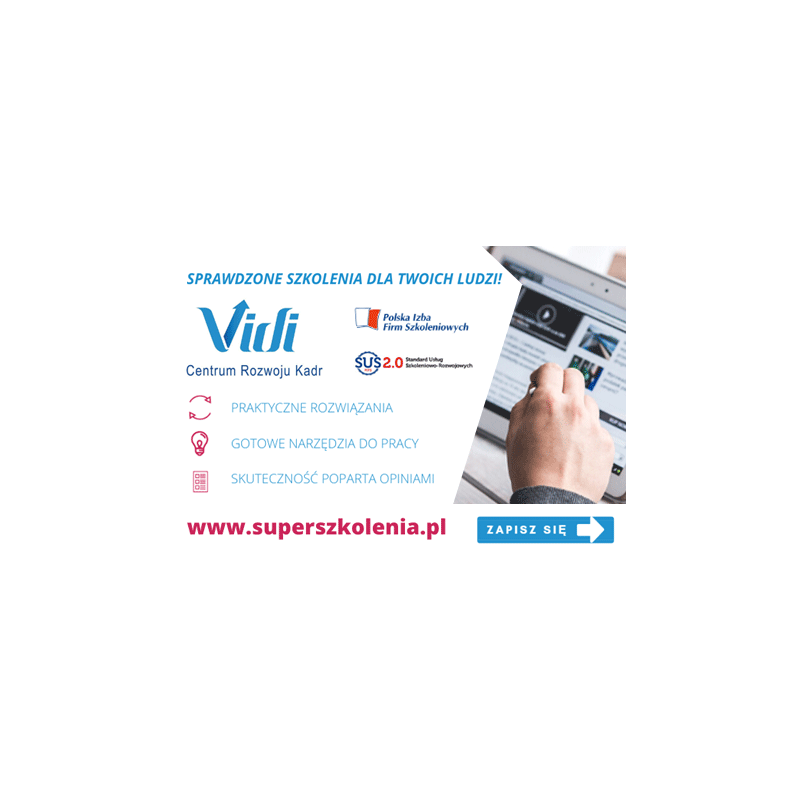 SPRAWDZONE SZKOLENIA DLA TWOICH LUDZI!
Vidi
Centrum Rozwoju Kadr
Polska Izba
Firm Szkoleniowych
SUS 2.0 Standard Usług
Szkoleniowo-Rozwojowych
PRAKTYCZNE ROZWIĄZANIA
GOTOWE NARZĘDZIA DO PRACY
SKUTECZNOŚĆ POPARTA OPINIAMI
www.superszkolenia.pl
ZAPISZ SIĘ